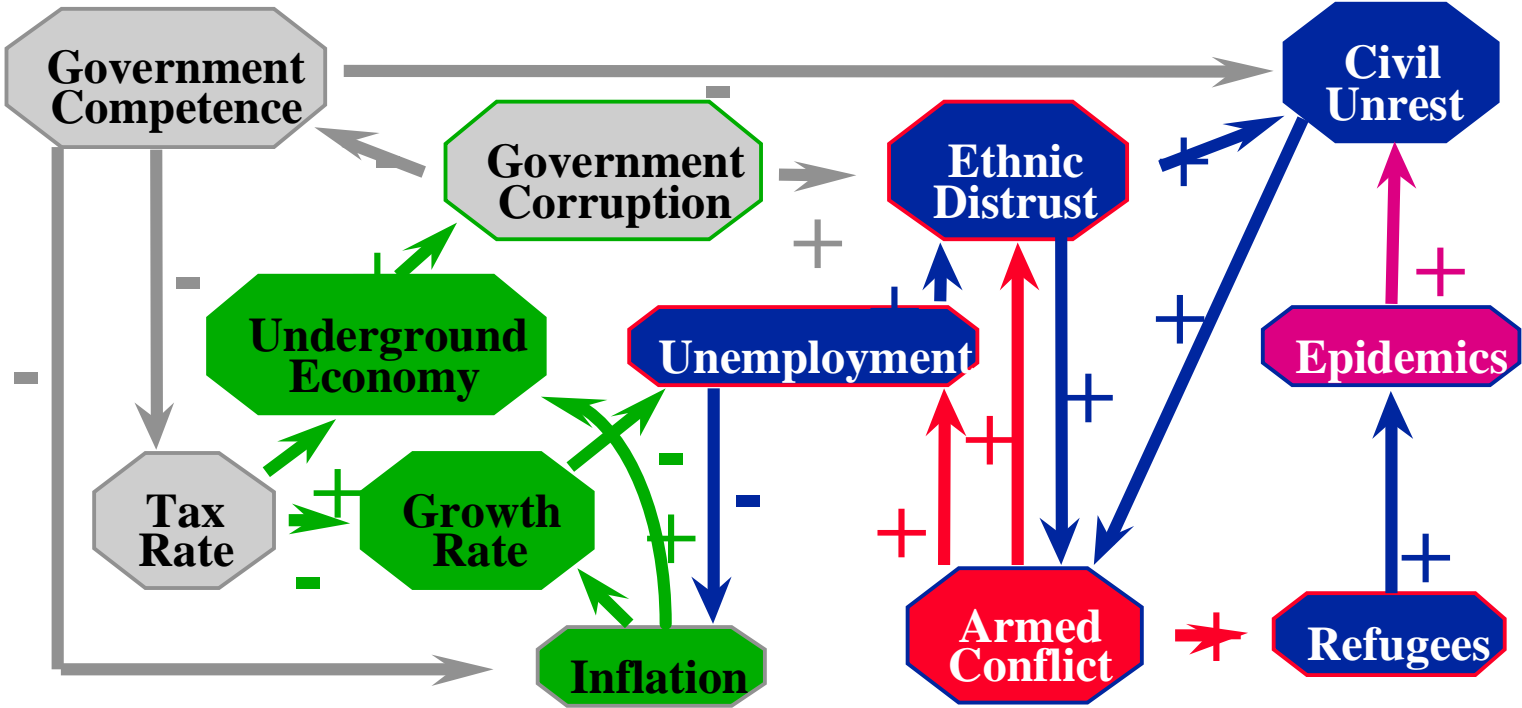 Government
Competence
Civil
Unrest
-
Government
Corruption
-
+
Ethnic
Distrust
+
-
+
Underground
Economy
+
Unemployment
+
+
Epidemics
+
-
-
+
+
+
Tax
Rate
+
-
Growth
Rate
+
-
+
+
Armed
Conflict
+
Refugees
Inflation